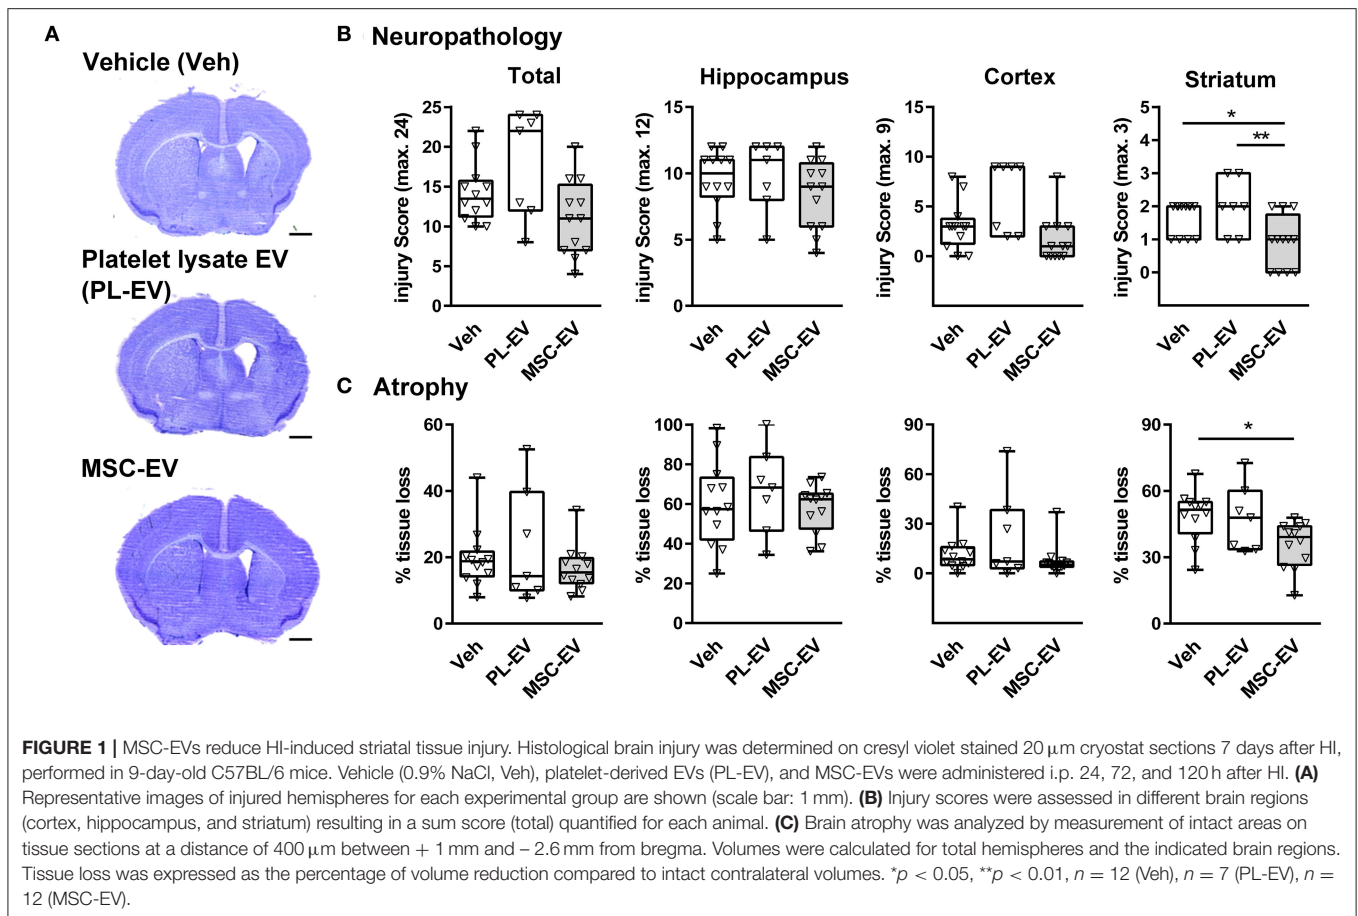 A
Vehicle (Veh)
Platelet lysate EV
(PL-EV)
MSC-EV
B Neuropathology
Total
injury Score (max. 24)
25
20
15
10
5
0
Veh
PL-EV
MSC-EV
Hippocampus
injury Score (max. 12)
15
10
5
0
Veh
PL-EV
MSC-EV
Cortex
injury Score (max. 9)
15
10
5
0
Veh
PL-EV
MSC-EV
Striatum
injury Score (max. 3)
5
4
3
2
1
0
*
**
Veh
PL-EV
MSC-EV
C Atrophy
% tissue loss
60
40
20
0
Veh
PL-EV
MSC-EV
% tissue loss
100
80
60
40
20
0
Veh
PL-EV
MSC-EV
% tissue loss
90
60
30
0
Veh
PL-EV
MSC-EV
% tissue loss
90
60
30
0
*
Veh
PL-EV
MSC-EV
FIGURE 1 | MSC-EVs reduce HI-induced striatal tissue injury. Histological brain injury was determined on cresyl violet stained 20 μm cryostat sections 7 days after HI,
performed in 9-day-old C57BL/6 mice. Vehicle (0.9% NaCl, Veh), platelet-derived EVs (PL-EV), and MSC-EVs were administered i.p. 24, 72, and 120 h after HI. (A)
Representative images of injured hemispheres for each experimental group are shown (scale bar: 1 mm). (B) Injury scores were assessed in different brain regions
(cortex, hippocampus, and striatum) resulting in a sum score (total) quantified for each animal. (C) Brain atrophy was analyzed by measurement of intact areas on
tissue sections at a distance of 400 μm between + 1 mm and – 2.6 mm from bregma. Volumes were calculated for total hemispheres and the indicated brain regions.
Tissue loss was expressed as the percentage of volume reduction compared to intact contralateral volumes. *p < 0.05, **p < 0.01, n = 12 (Veh), n = 7 (PL-EV), n =
12 (MSC-EV).